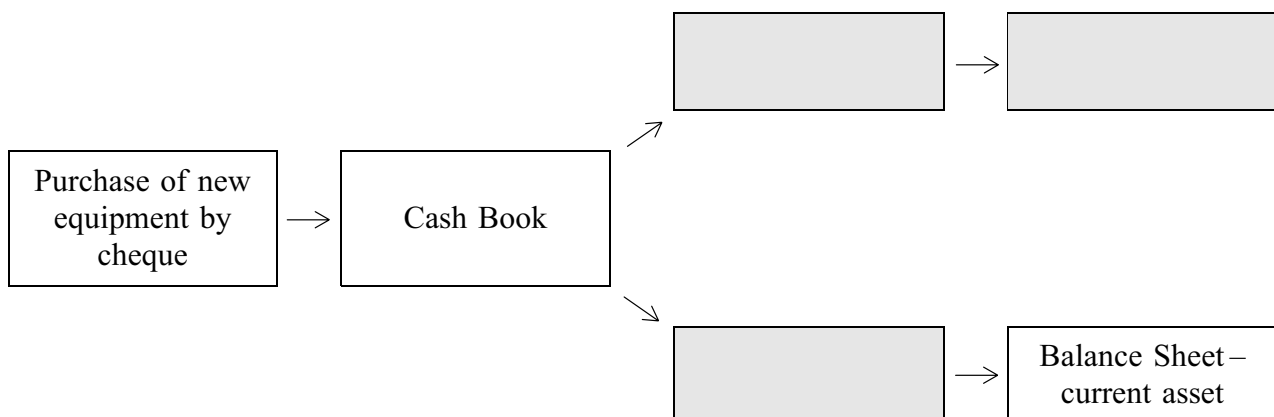 Purchase of new
equipment by
cheque
Cash Book
Balance Sheet –
current asset